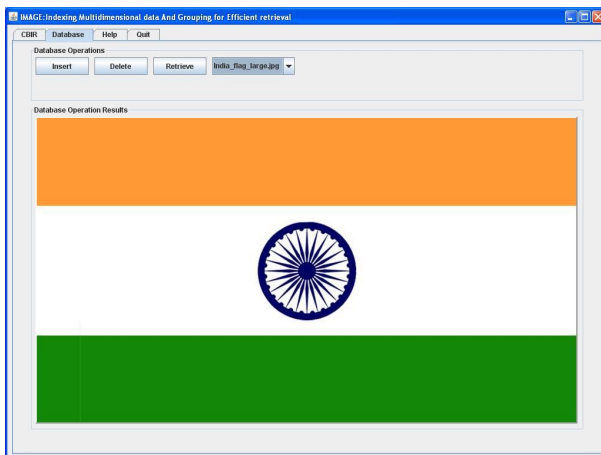 IMAGE:Indexing Multidimensional data And Grouping for Efficient retrieval
CBIR Database Help Quit
Database Operations
Insert Delete Retrieve India_flag_large.jpg
Database Operation Results